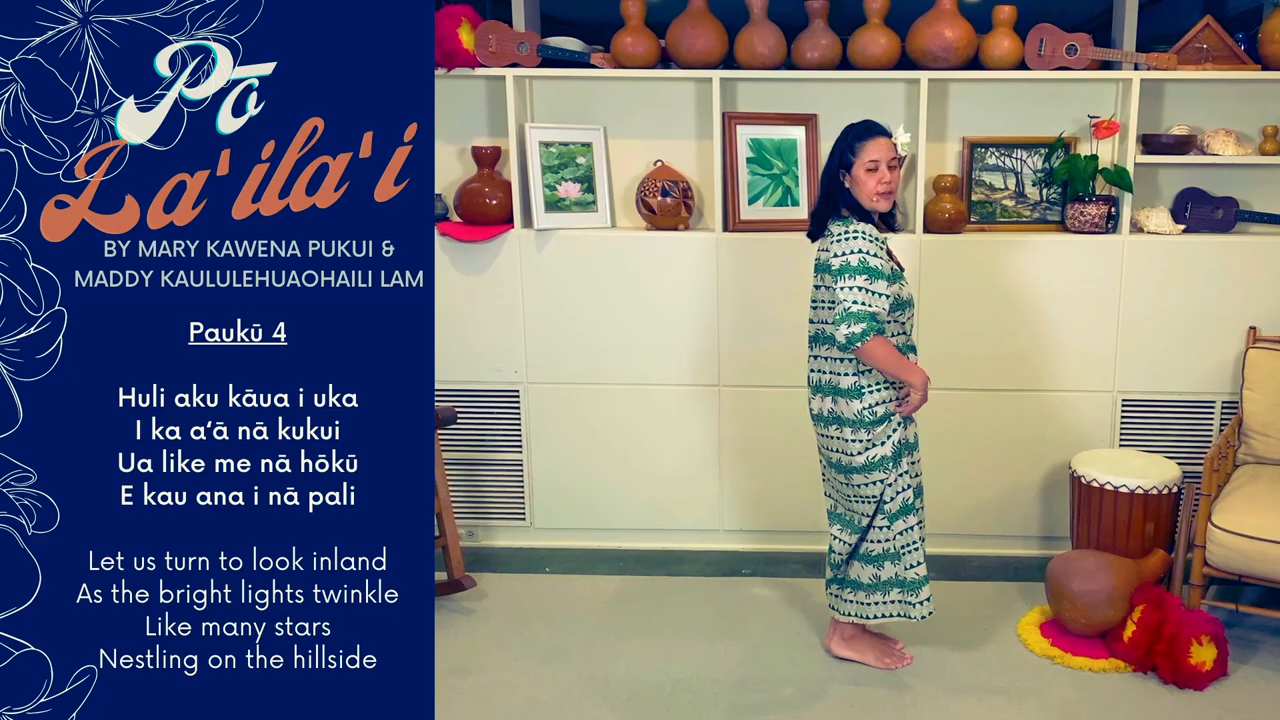 Pō
La'ila'i
BY MARY KAWENA PUKUI &
MADDY KAULULEHUAOHAILI LAM
Paukū 4
Huli aku kāua i uka
I ka a‘ā nā kukui
Ua like me nā hōkū
E kau ana i nā pali
Let us turn to look inland
As the bright lights twinkle
Like many stars
Nestling on the hillside